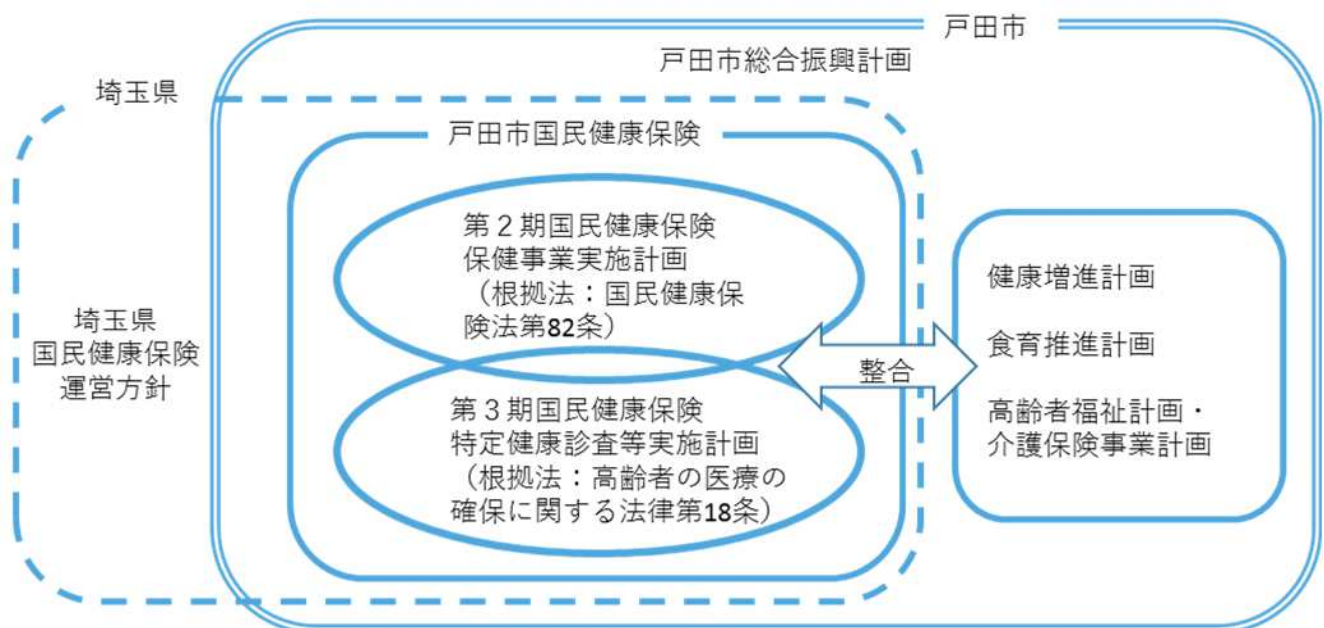 戸田市
戸田市総合振興計画
埼玉県
戸田市国民健康保険
第２期国民健康保険
保健事業実施計画
（根拠法：国民健康保
険法第82条）
埼玉県
国民健康保険
運営方針
第３期国民健康保険
特定健康診査等実施計画
（根拠法：高齢者の医療の
確保に関する法律第18条）
整合
健康増進計画
食育推進計画
高齢者福祉計画・
介護保険事業計画